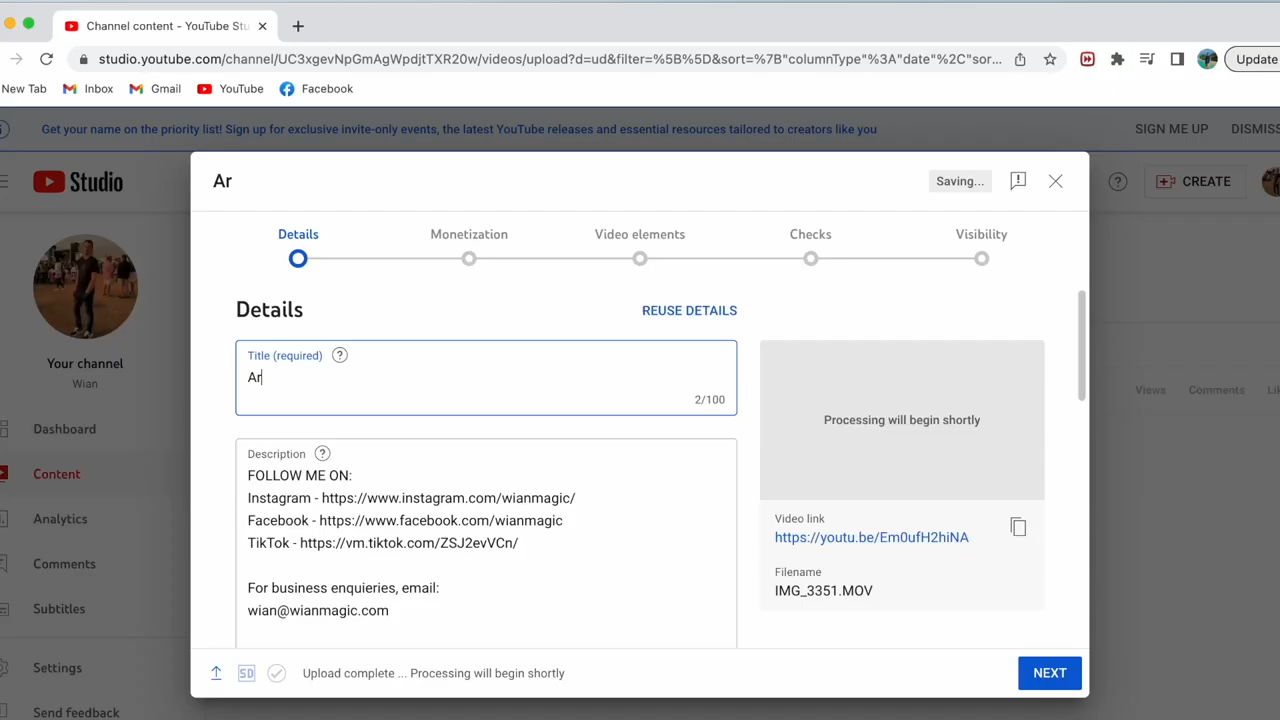 Channel content - YouTube Stu
studio.youtube.com/channel/UC3xgevNpGmAgWpdjtTXR20w/videos/upload?d=ud&filter=%5B%5D&sort=%7B"columnType"%3A"date"%2C"sor...
Update
New Tab
Inbox
Gmail
YouTube
Facebook
Get your name on the priority list! Sign up for exclusive invite-only events, the latest YouTube releases and essential resources tailored to creators like you
SIGN ME UP
DISMISS
Studio
CREATE
Your channel
Wian
Dashboard
Content
Analytics
Comments
Subtitles
Settings
Send feedback
Views
Comments
Ar
Saving...
Details
Monetization
Video elements
Checks
Visibility
Details
REUSE DETAILS
Title (required)
Ar
2/100
Description
FOLLOW ME ON:
Instagram - https://www.instagram.com/wianmagic/
Facebook - https://www.facebook.com/wianmagic
TikTok - https://vm.tiktok.com/ZSJ2evVCn/
For business enquieries, email:
wian@wianmagic.com
Processing will begin shortly
Video link
https://youtu.be/Em0ufH2hiNA
Filename
IMG_3351.MOV
SD
Upload complete ... Processing will begin shortly
NEXT